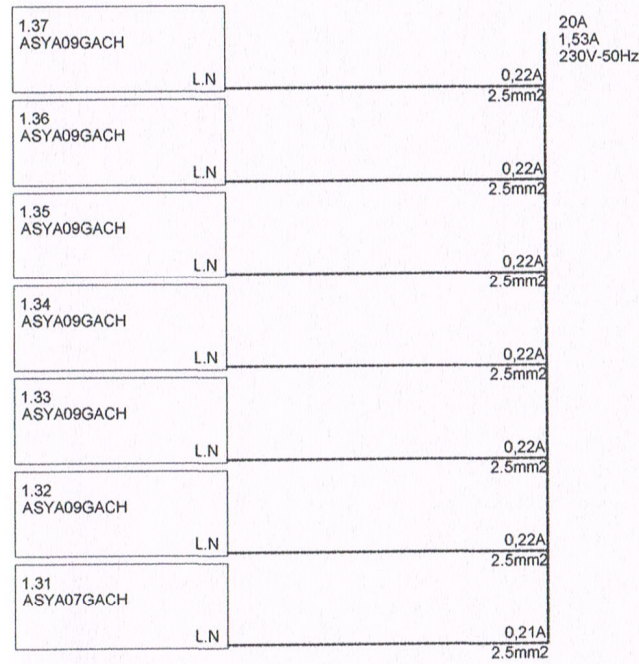 20A
1,53A
230V-50Hz
1.37
ASYA09GACH
L.N
0,22A
2.5mm2
1.36
ASYA09GACH
L.N
0,22A
2.5mm2
1.35
ASYA09GACH
L.N
0,22A
2.5mm2
1.34
ASYA09GACH
L.N
0,22A
2.5mm2
1.33
ASYA09GACH
L.N
0,22A
2.5mm2
1.32
ASYA09GACH
L.N
0,22A
2.5mm2
1.31
ASYA07GACH
L.N
0,21A
2.5mm2